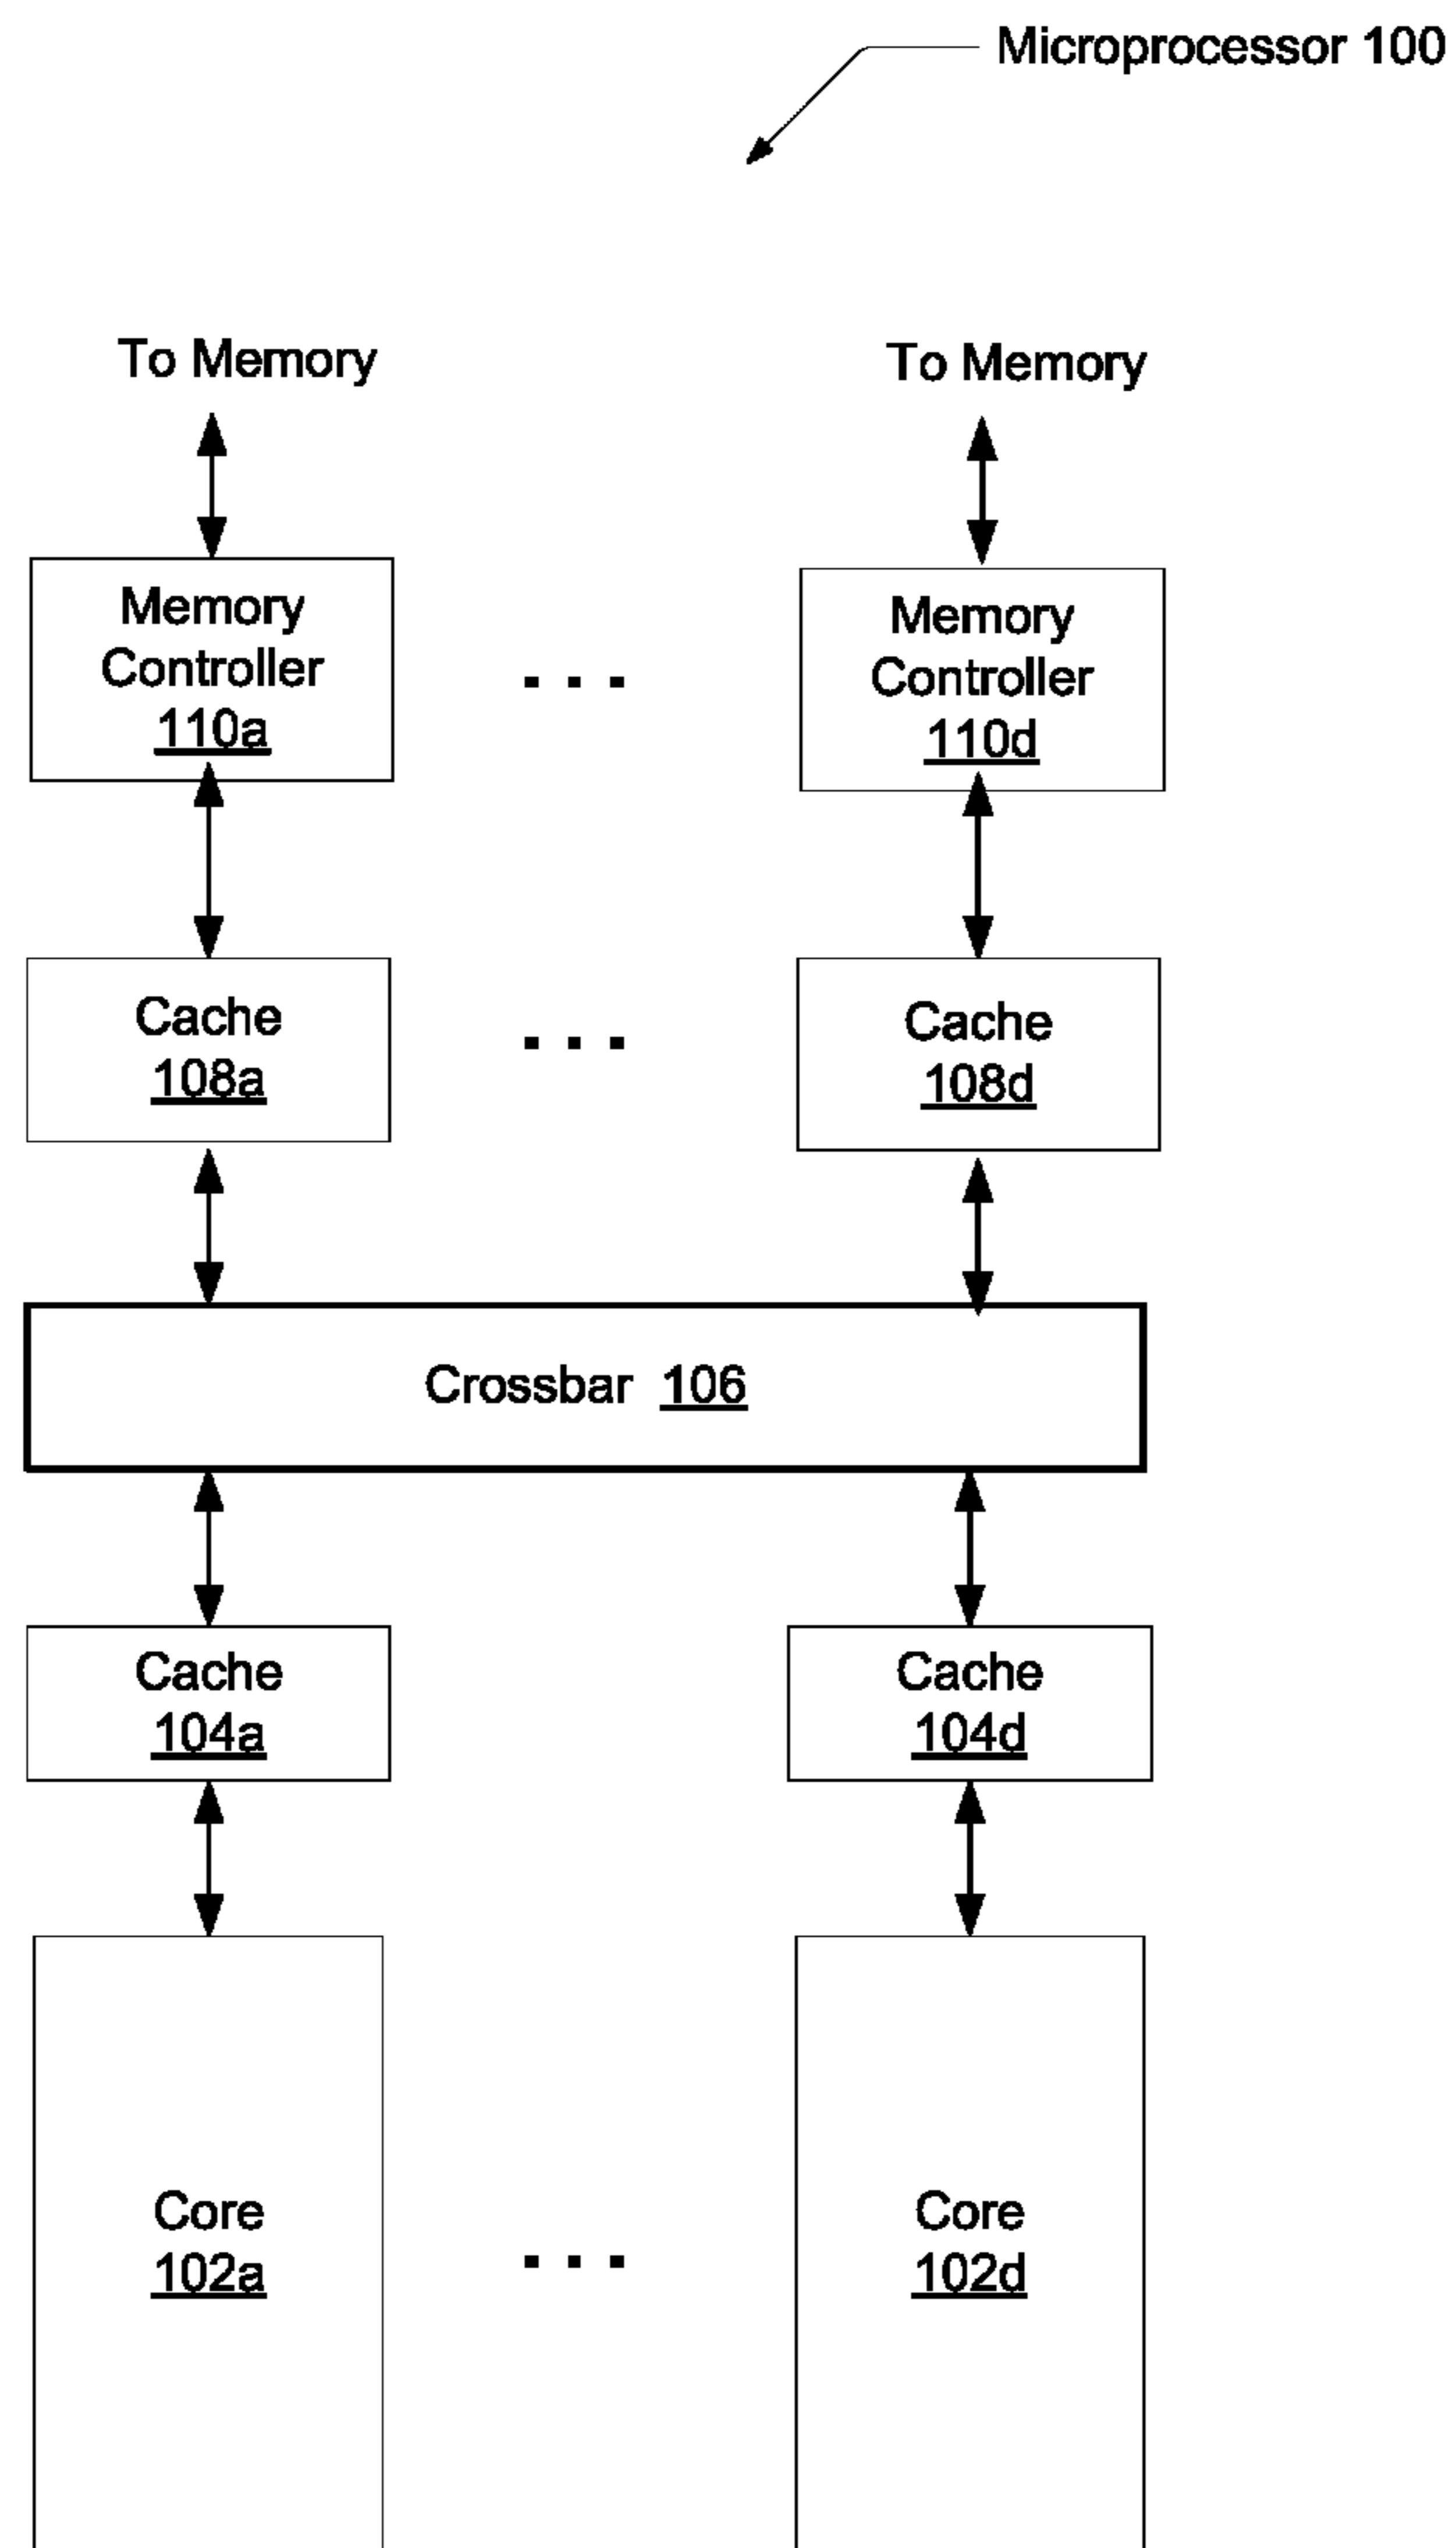 Microprocessor 100
To Memory
To Memory
Memory
Controller
110a
. . .
Memory
Controller
110d
Cache
108a
. . .
Cache
108d
Crossbar 106
Cache
104a
Cache
104d
Core
102a
. . .
Core
102d